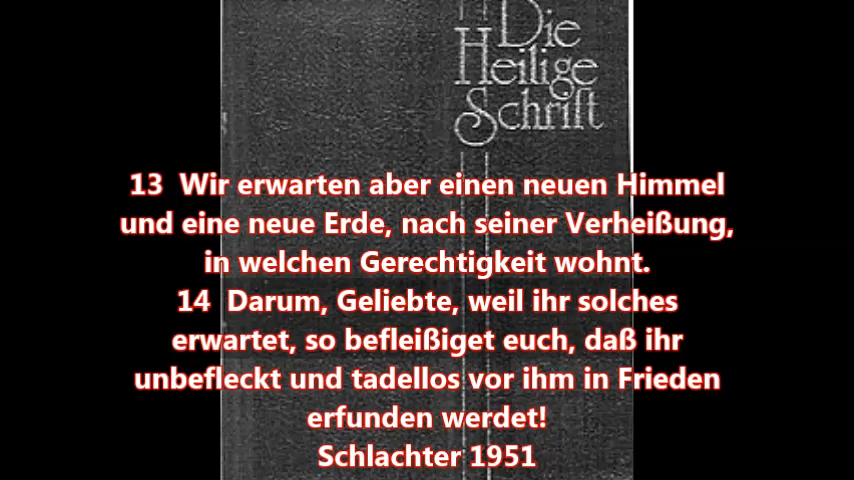 Die
Heilige
Schrift
13 Wir erwarten aber einen neuen Himmel
und eine neue Erde, nach seiner Verheißung,
in welchen Gerechtigkeit wohnt.
14 Darum, Geliebte, weil ihr solches
erwartet, so befleißiget euch, daß ihr
unbefleckt und tadellos vor ihm in Frieden
erfunden werdet!
Schlachter 1951